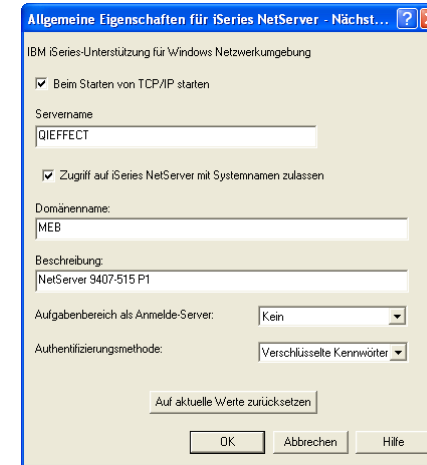 Allgemeine Eigenschaften für iSeries NetServer - Nächst...
IBM iSeries-Unterstützung für Windows Netzwerkumgebung
Beim Starten von TCP/IP starten
Servername
QIEFFECT
Zugriff auf iSeries NetServer mit Systemnamen zulassen
Domänenname:
MEB
Beschreibung:
NetServer 9407-515 P1
Aufgabenbereich als Anmelde-Server: Kein
Authentifizierungsmethode: Verschlüsselte Kennwörter
Auf aktuelle Werte zurücksetzen
OK Abbrechen Hilfe